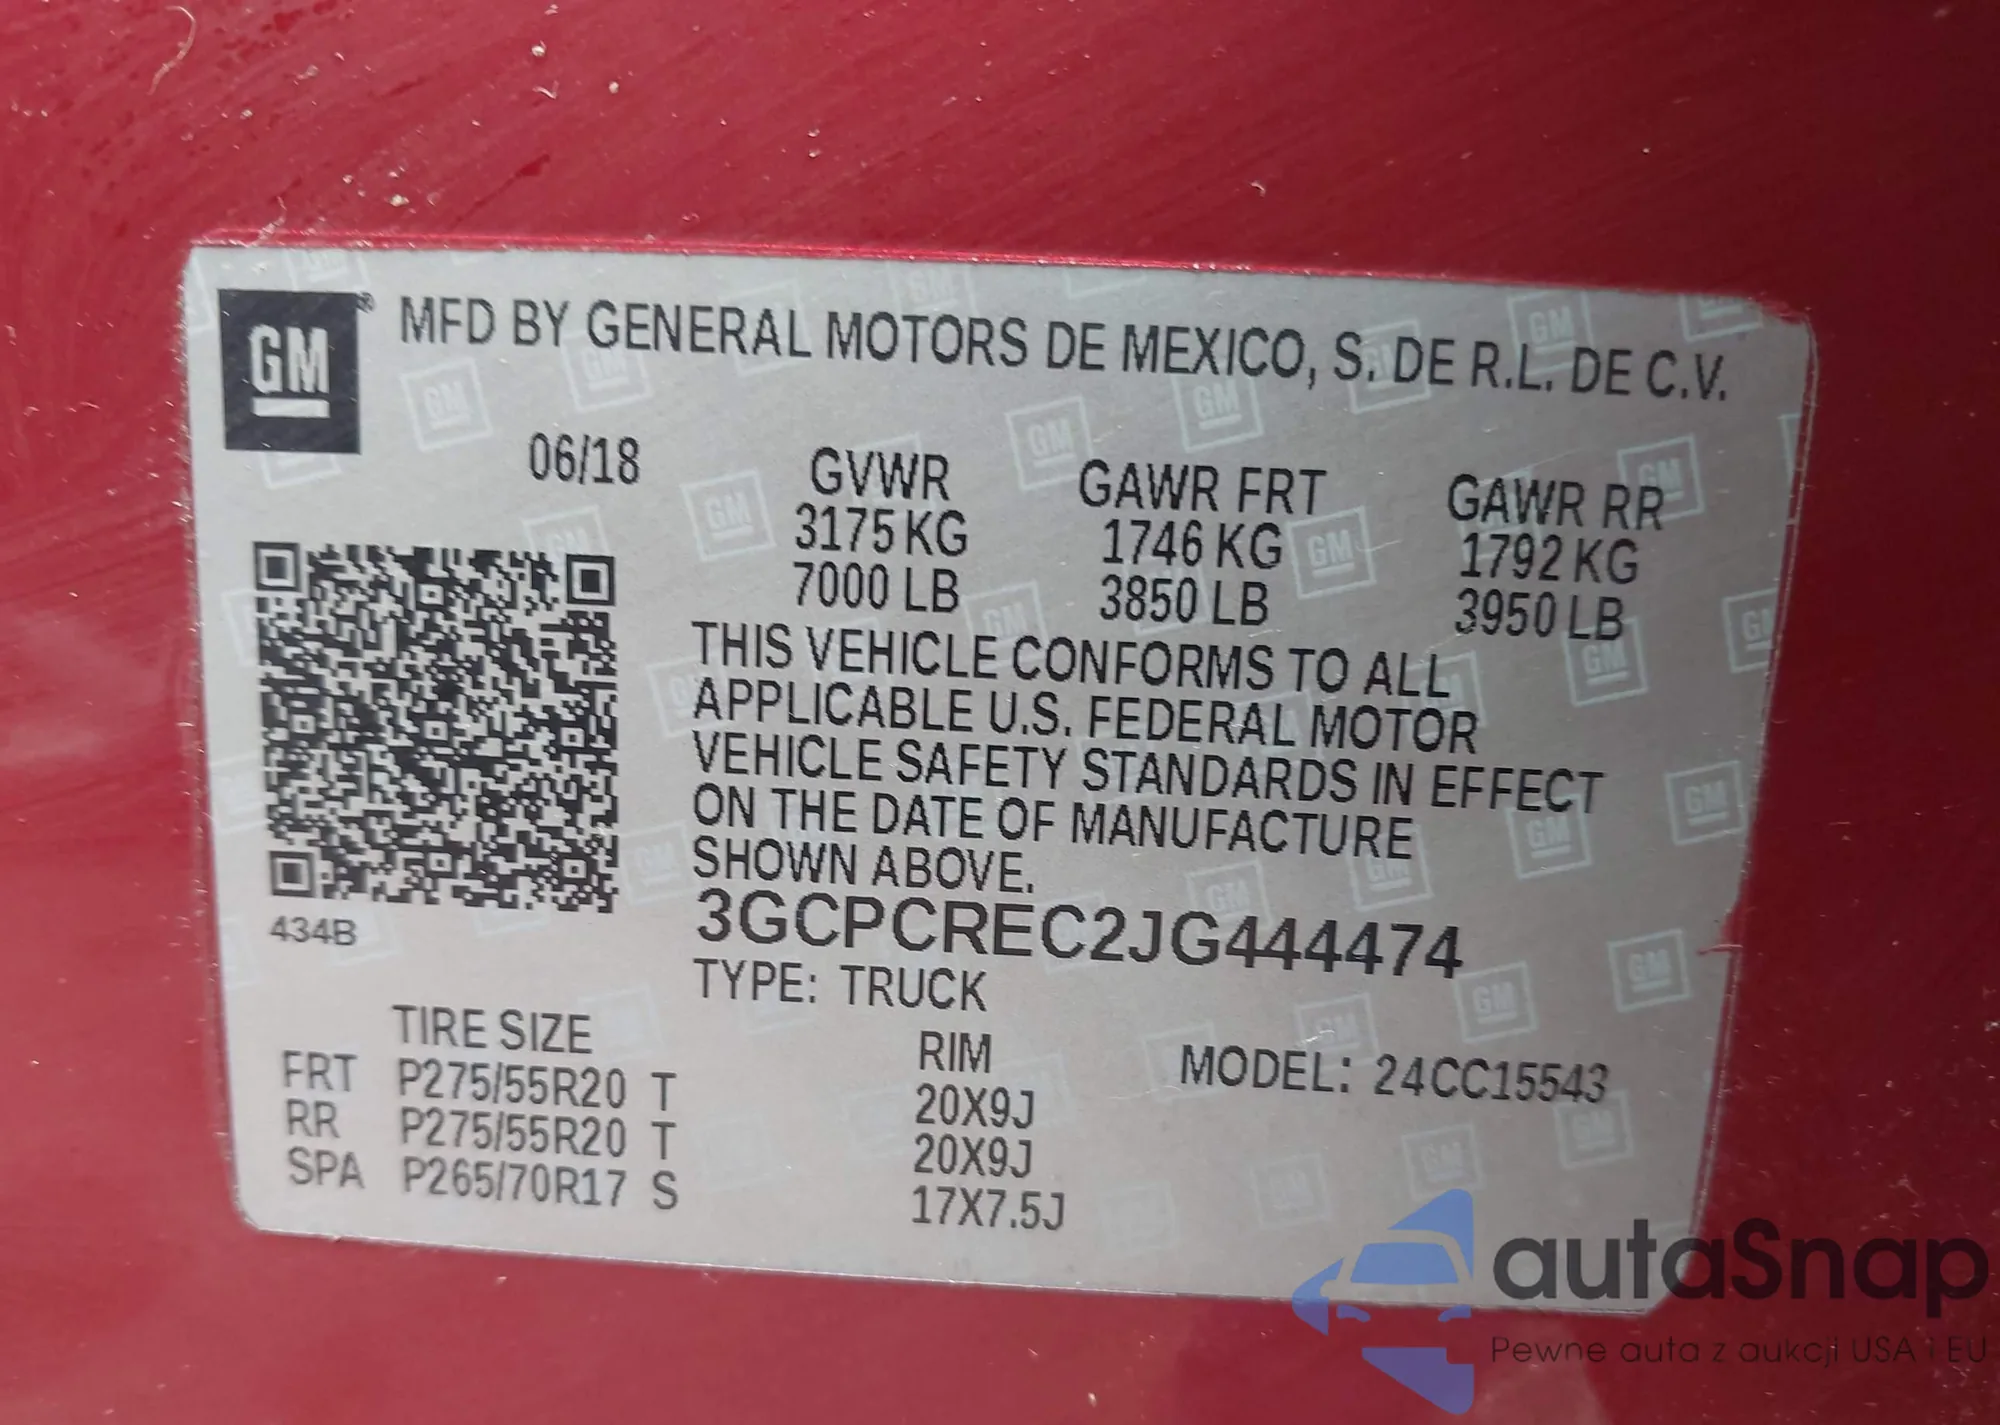 GM
MFD BY GENERAL MOTORS DE MEXICO, S. DE R.L. DE C.V.
06/18
GVWR GAWR FRT GAWR RR
3175 KG 1746 KG 1792 KG
7000 LB 3850 LB 3950 LB
THIS VEHICLE CONFORMS TO ALL
APPLICABLE U.S. FEDERAL MOTOR
VEHICLE SAFETY STANDARDS IN EFFECT
ON THE DATE OF MANUFACTURE
SHOWN ABOVE.
434B
3GCPCREC2JG444474
TYPE: TRUCK
TIRE SIZE RIM MODEL: 24CC15543
FRT P275/55R20 T 20X9J
RR P275/55R20 T 20X9J
SPA P265/70R17 S 17X7.5J
autaSnap
Pewne auta z aukcji USA i EU